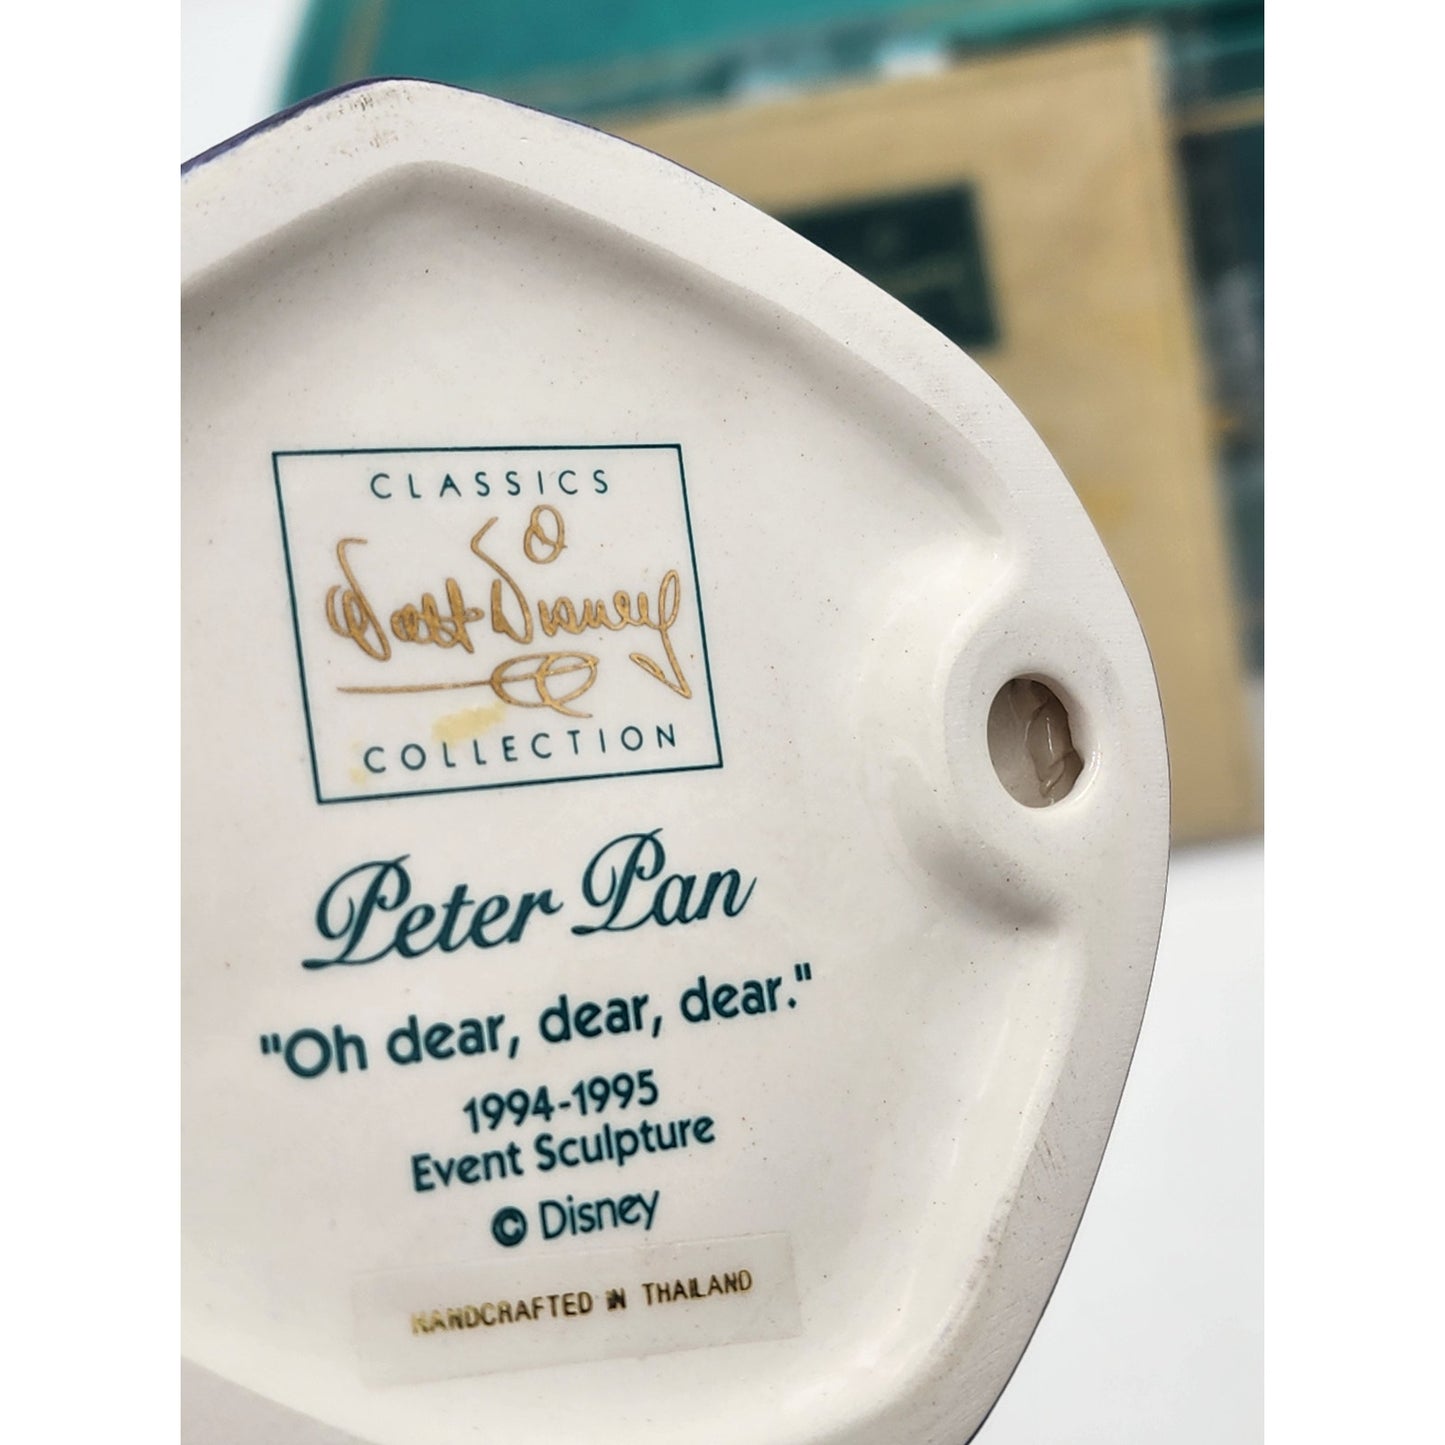 CLASSICS
Walt Disney
COLLECTION
Peter Pan
"Oh dear, dear, dear."
1994-1995
Event Sculpture
© Disney
HANDCRAFTED IN THAILAND